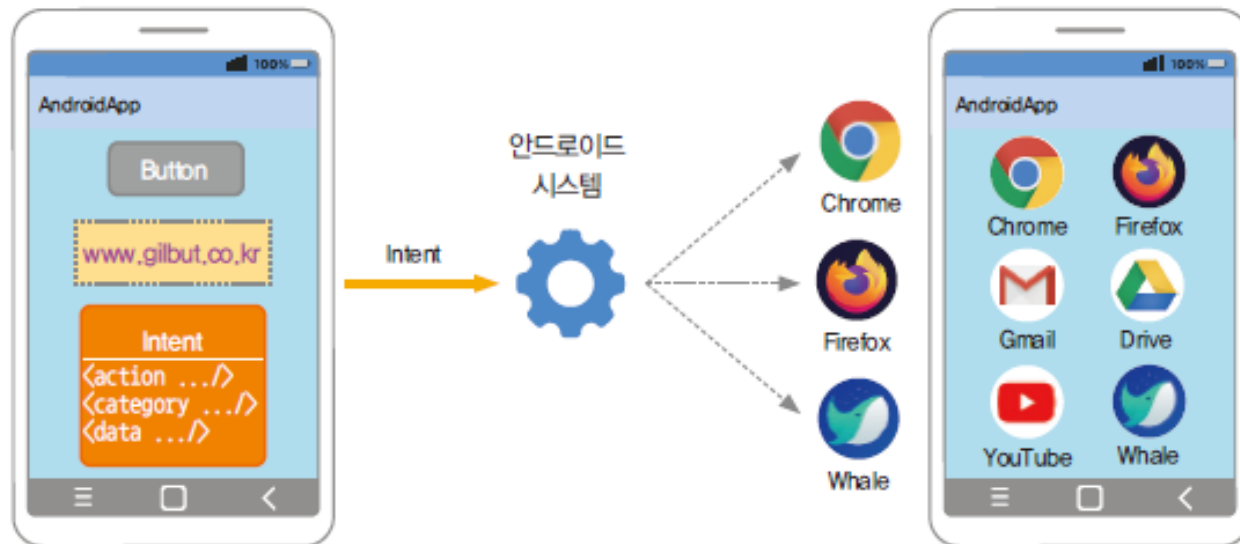 100%
AndroidApp
Button
www.gilbut.co.kr
Intent
<action .../>
<category .../>
<data .../>
Intent
안드로이드
시스템
Chrome
Firefox
Whale
100%
AndroidApp
Chrome Firefox
Gmail Drive
YouTube Whale